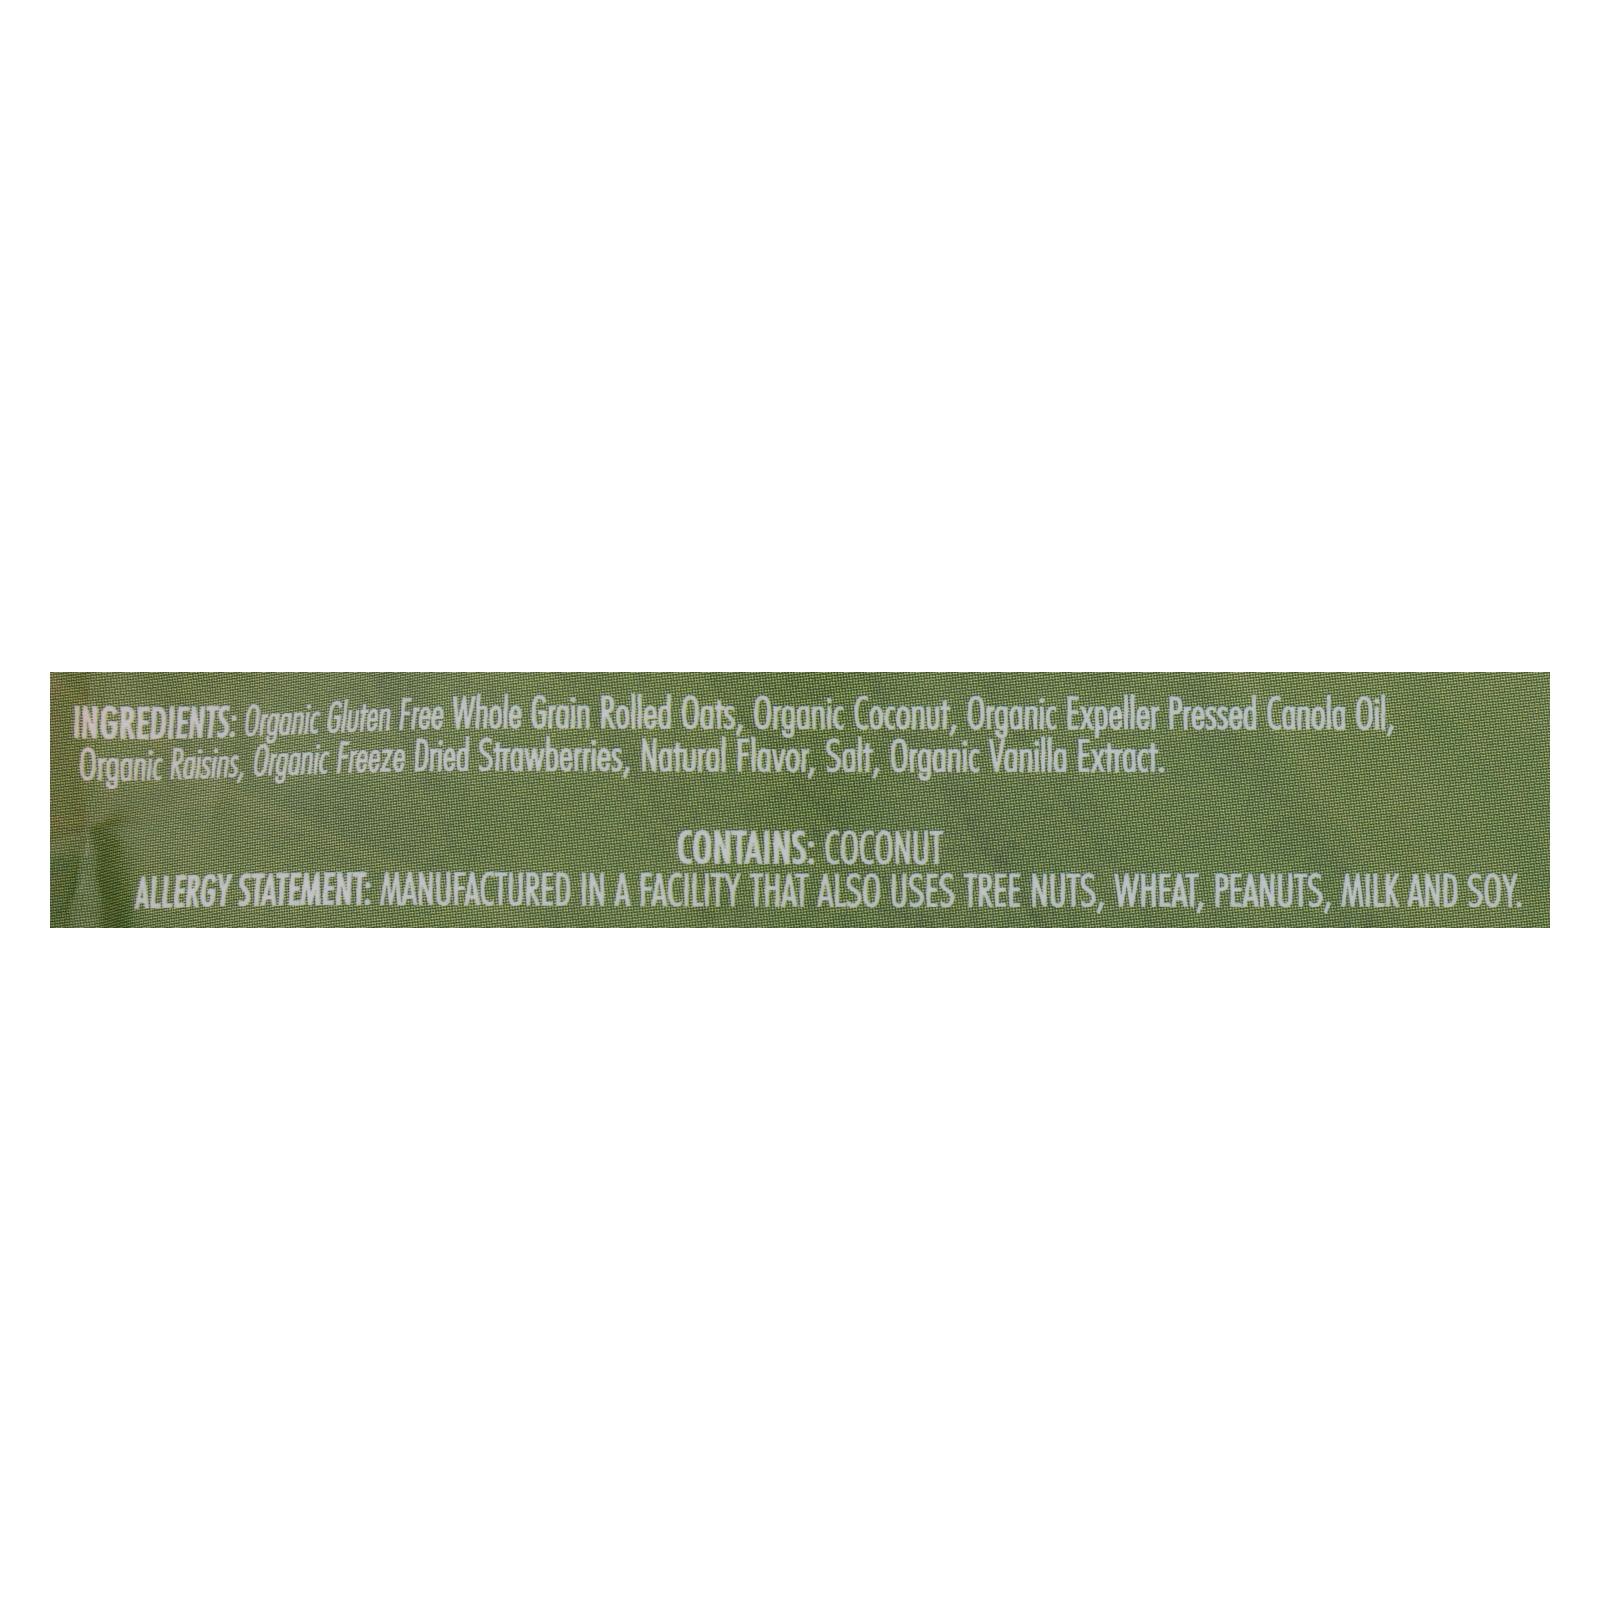 INGREDIENTS: Organic Gluten Free Whole Grain Rolled Oats, Organic Coconut, Organic Expeller Pressed Canola Oil,
Organic Raisins, Organic Freeze Dried Strawberries, Natural Flavor, Salt, Organic Vanilla Extract.
CONTAINS: COCONUT
ALLERGY STATEMENT: MANUFACTURED IN A FACILITY THAT ALSO USES TREE NUTS, WHEAT, PEANUTS, MILK AND SOY.